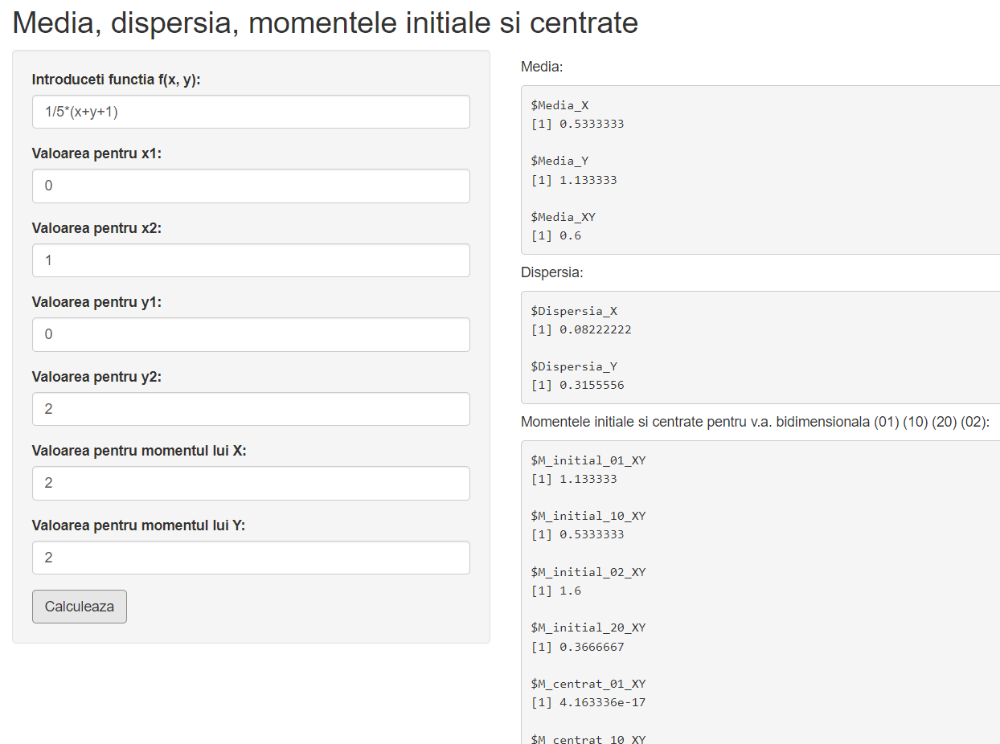 Media, dispersia, momentele initiale si centrate
Introduceti functia f(x, y):
1/5*(x+y+1)
Valoarea pentru x1:
0
Valoarea pentru x2:
1
Valoarea pentru y1:
0
Valoarea pentru y2:
2
Valoarea pentru momentul lui X:
2
Valoarea pentru momentul lui Y:
2
Calculeaza
Media:
$Media_X
[1] 0.5333333
$Media_Y
[1] 1.133333
$Media_XY
[1] 0.6
Dispersia:
$Dispersia_X
[1] 0.08222222
$Dispersia_Y
[1] 0.3155556
Momentele initiale si centrate pentru v.a. bidimensionala (01) (10) (20) (02):
$M_initial_01_XY
[1] 1.133333
$M_initial_10_XY
[1] 0.5333333
$M_initial_02_XY
[1] 1.6
$M_initial_20_XY
[1] 0.3666667
$M_centrat_01_XY
[1] 4.163336e-17
$M_centrat_10_XY